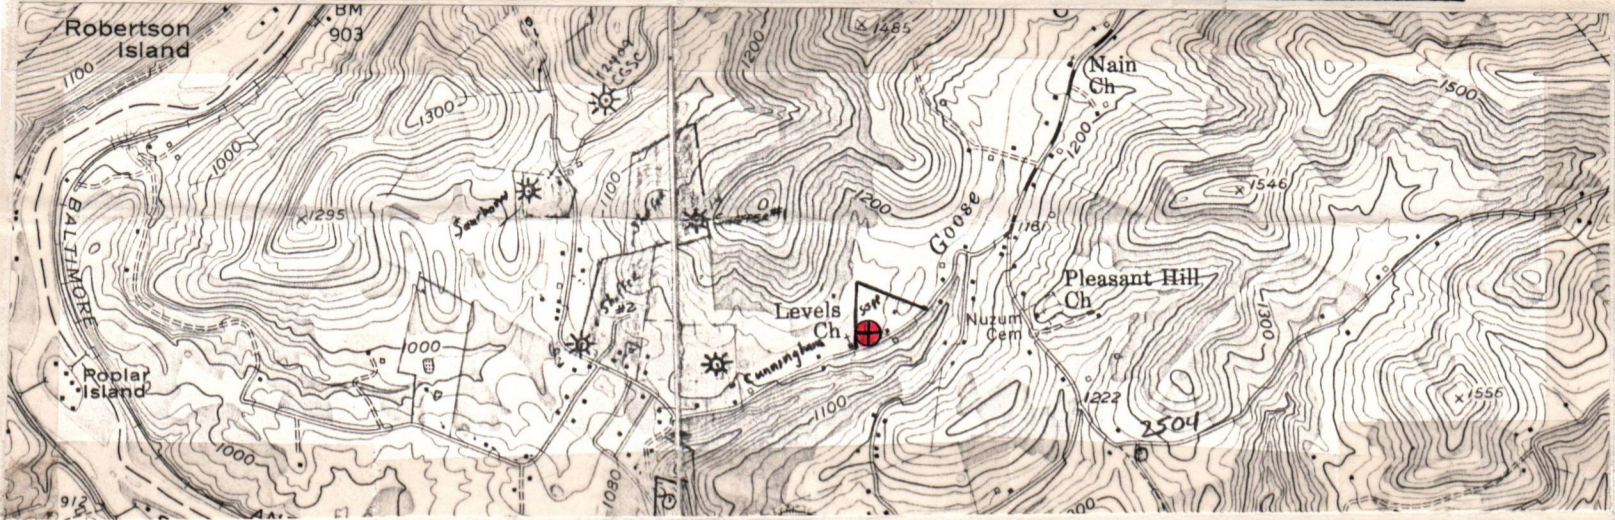 Robertson
Island
BM
903
1485
1200
Nain
Ch
1100
1500
1300
1000
1200
1546
1100
1200
1295
BALTIMORE
Goose
1181
Pleasant Hill
Ch
Levels
Ch
Nuzum
Cem
1300
#2
1000
Cunningham
Poplar
Island
1100
1222
1556
2504
1000
1080
912